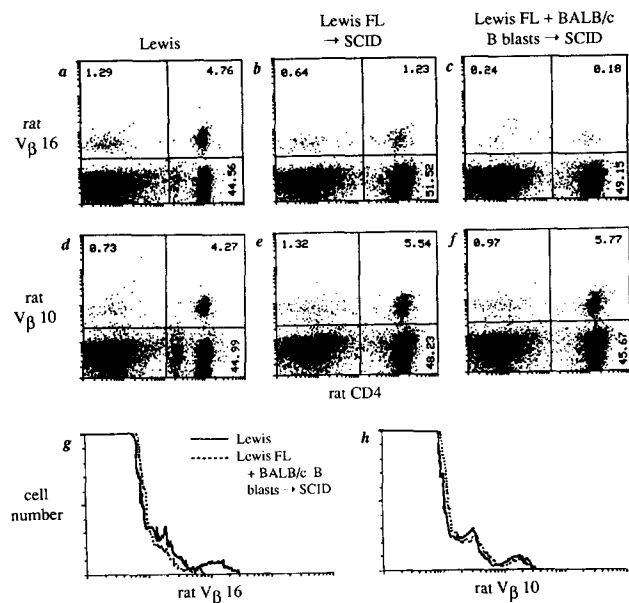 Lewis
Lewis FL
→ SCID
Lewis FL + BALB/c
B blasts → SCID
rat
Vβ 16
a
1.29
4.76
44.56
b
0.64
1.23
51.52
c
0.24
0.18
49.15
rat
Vβ 10
d
0.73
4.27
44.99
e
1.32
5.54
48.23
f
0.97
5.77
45.67
rat CD4
g
Lewis
Lewis FL
+ BALB/c B
blasts → SCID
h
cell
number
rat Vβ 16
rat Vβ 10